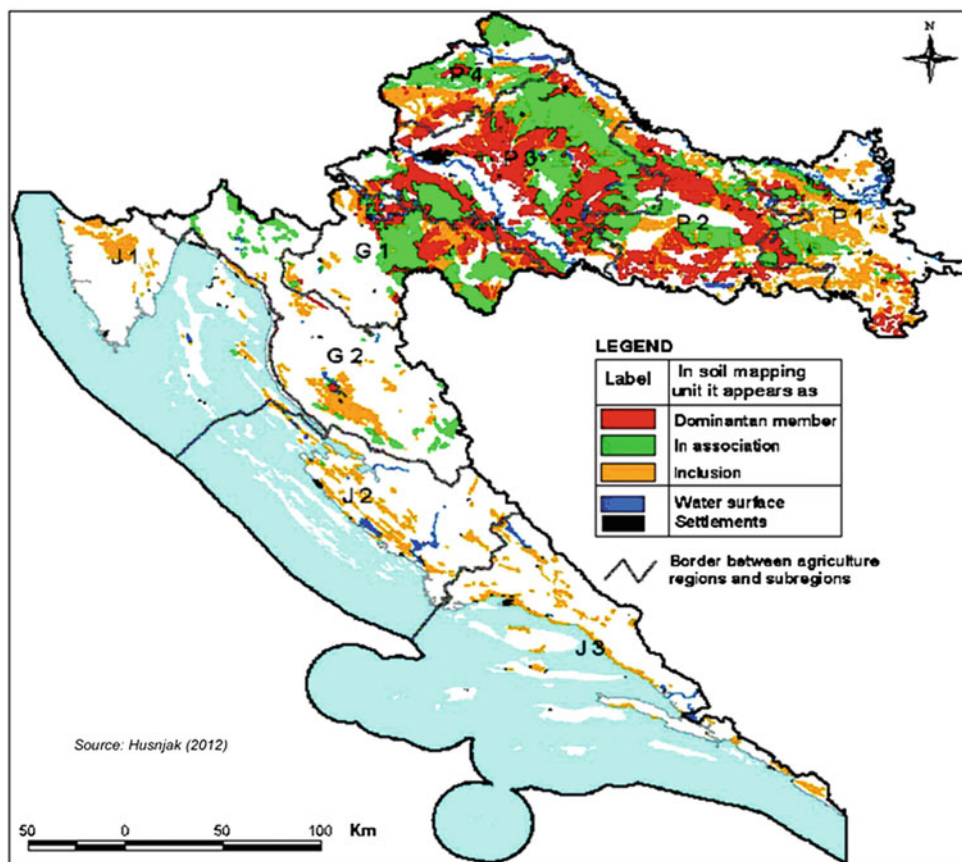 N
P 4
P 3
P 2
P 1
G 1
J 1
G 2
J 2
J 3
LEGEND
Label
In soil mapping
unit it appears as
Dominantan member
In association
Inclusion
Water surface
Settlements
Border between agriculture
regions and subregions
Source: Husnjak (2012)
50 0 50 100 Km